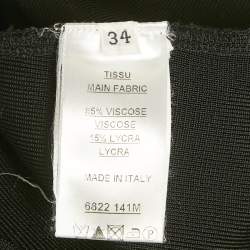 34
TISSU
MAIN FABRIC
85% VISCOSE
VISCOSE
15% LYCRA
LYCRA
MADE IN ITALY
6822 141M